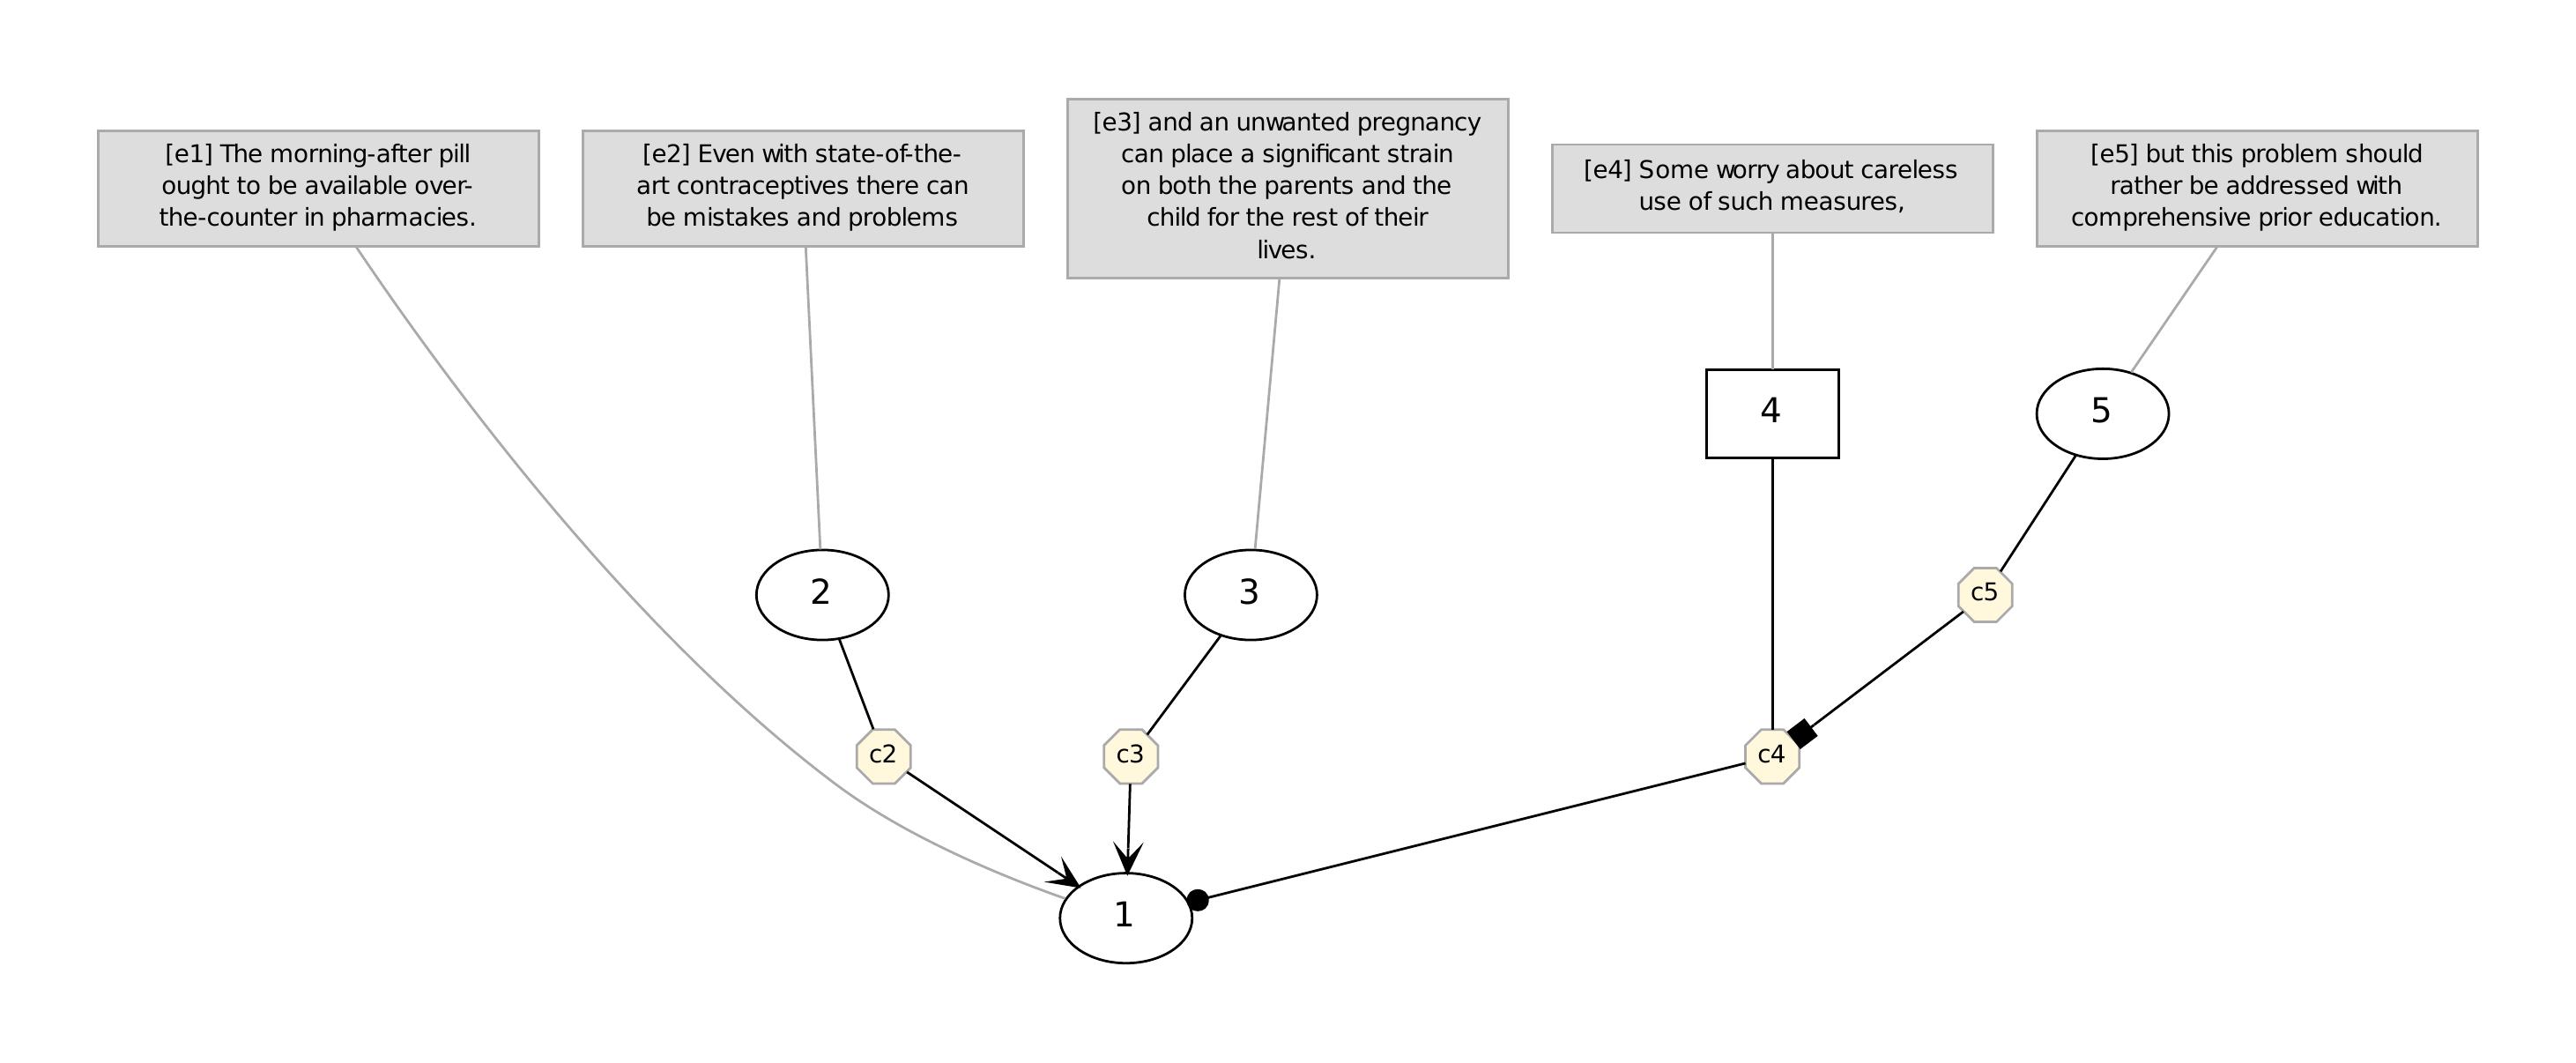 [e1] The morning-after pill
ought to be available over-
the-counter in pharmacies.
[e2] Even with state-of-the-
art contraceptives there can
be mistakes and problems
[e3] and an unwanted pregnancy
can place a significant strain
on both the parents and the
child for the rest of their
lives.
[e4] Some worry about careless
use of such measures,
[e5] but this problem should
rather be addressed with
comprehensive prior education.
4
5
2
3
c5
c2
c3
c4
1